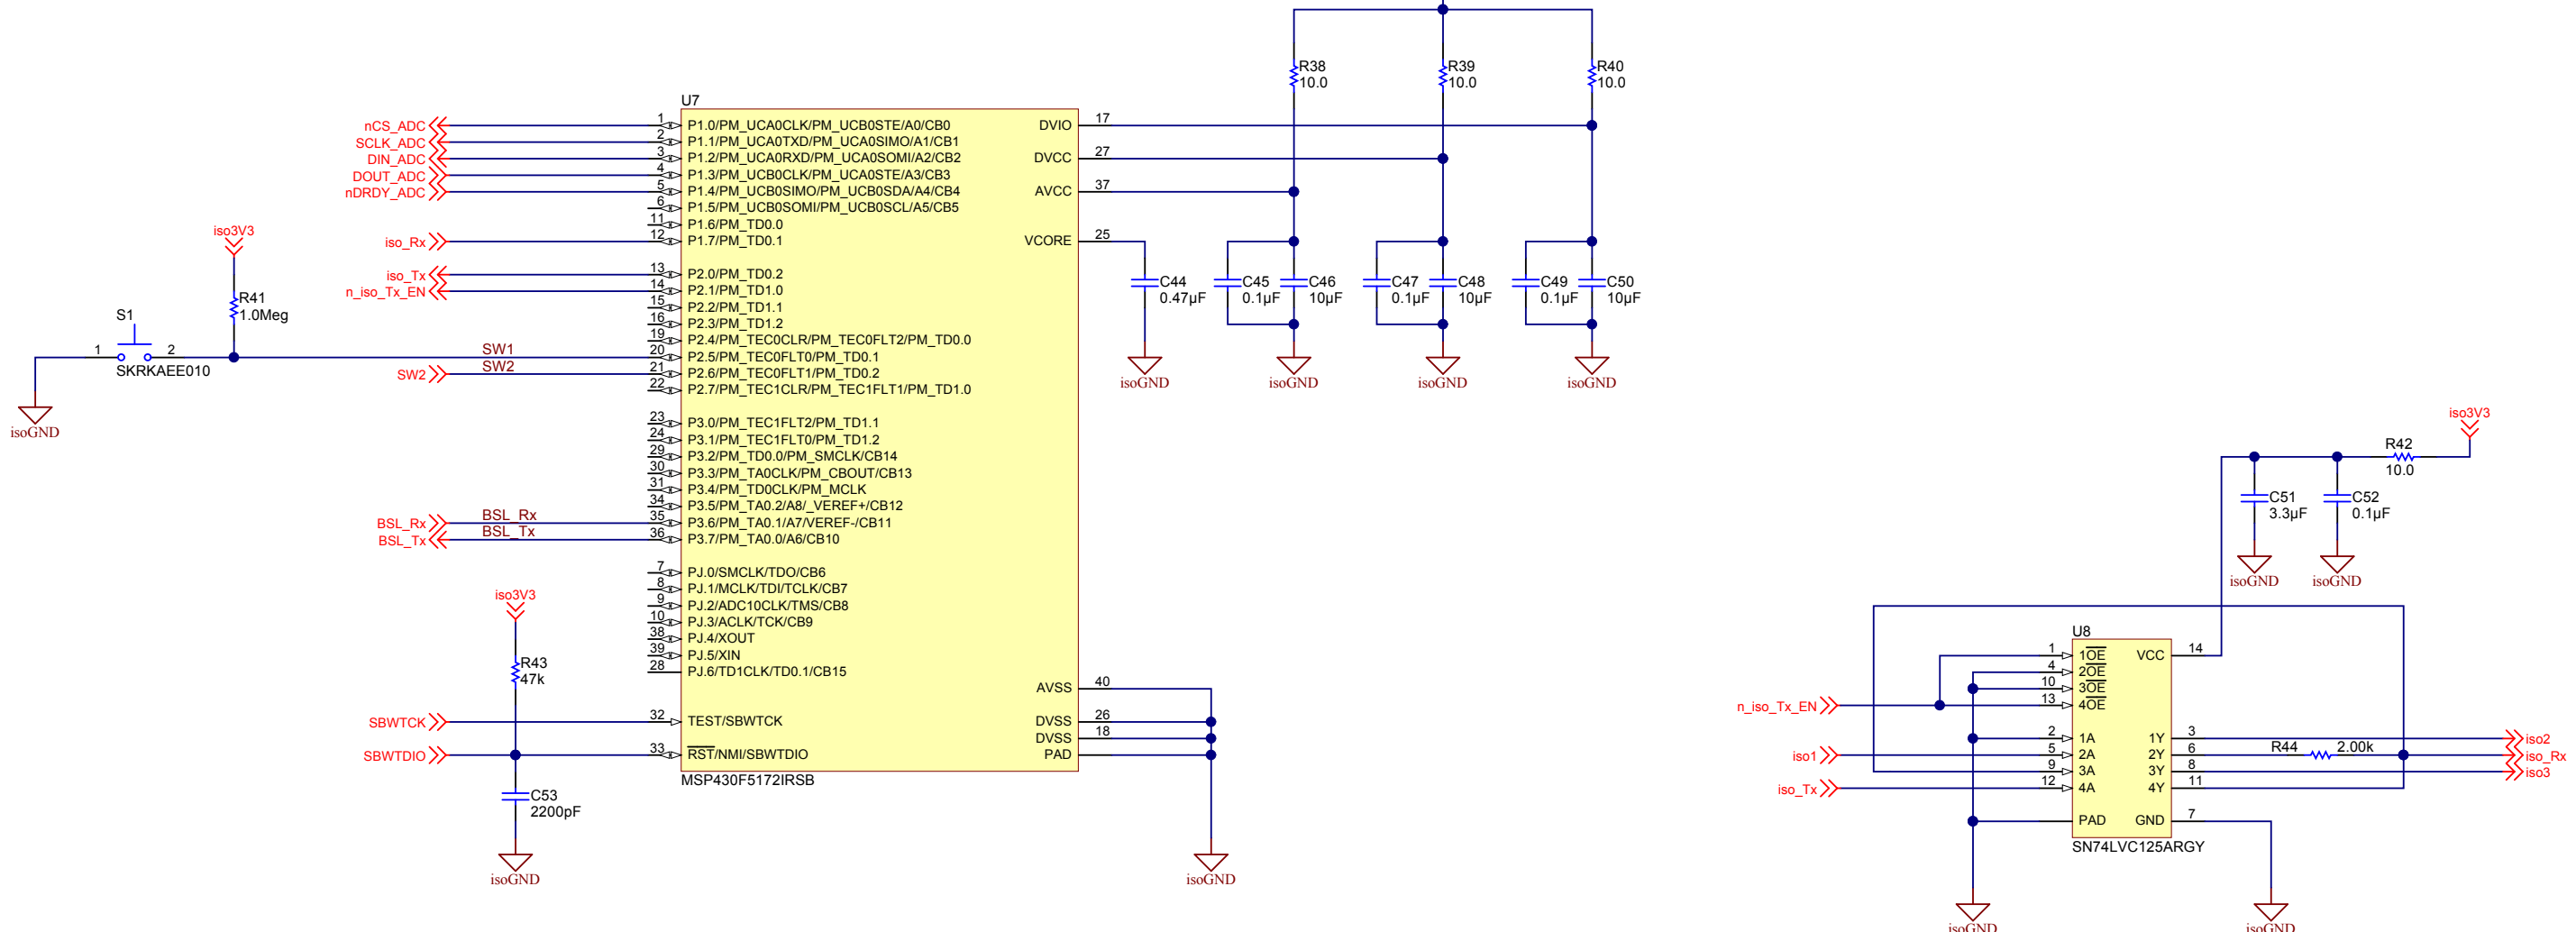 R38
10.0
R39
10.0
R40
10.0
U7
nCS_ADC
SCLK_ADC
DIN_ADC
DOUT_ADC
nDRDY_ADC
iso_Rx
iso_Tx
n_iso_Tx_EN
1 P1.0/PM_UCA0CLK/PM_UCB0STE/A0/CB0
2 P1.1/PM_UCA0TXD/PM_UCA0SIMO/A1/CB1
3 P1.2/PM_UCA0RXD/PM_UCA0SOMI/A2/CB2
4 P1.3/PM_UCB0CLK/PM_UCA0STE/A3/CB3
5 P1.4/PM_UCB0SIMO/PM_UCB0SDA/A4/CB4
6 P1.5/PM_UCB0SOMI/PM_UCB0SCL/A5/CB5
11 P1.6/PM_TD0.0
12 P1.7/PM_TD0.1
13 P2.0/PM_TD0.2
14 P2.1/PM_TD1.0
15 P2.2/PM_TD1.1
16 P2.3/PM_TD1.2
19 P2.4/PM_TEC0CLR/PM_TEC0FLT2/PM_TD0.0
20 P2.5/PM_TEC0FLT0/PM_TD0.1
21 P2.6/PM_TEC0FLT1/PM_TD0.2
22 P2.7/PM_TEC1CLR/PM_TEC1FLT1/PM_TD1.0
23 P3.0/PM_TEC1FLT2/PM_TD1.1
24 P3.1/PM_TEC1FLT0/PM_TD1.2
29 P3.2/PM_TD0.0/PM_SMCLK/CB14
30 P3.3/PM_TA0CLK/PM_CBOUT/CB13
31 P3.4/PM_TD0CLK/PM_MCLK
34 P3.5/PM_TA0.2/A8/_VEREF+/CB12
35 P3.6/PM_TA0.1/A7/VEREF-/CB11
36 P3.7/PM_TA0.0/A6/CB10
7 PJ.0/SMCLK/TDO/CB6
8 PJ.1/MCLK/TDI/TCLK/CB7
9 PJ.2/ADC10CLK/TMS/CB8
10 PJ.3/ACLK/TCK/CB9
38 PJ.4/XOUT
39 PJ.5/XIN
28 PJ.6/TD1CLK/TD0.1/CB15
32 TEST/SBWTCK
33 RST/NMI/SBWTDIO
DVIO 17
DVCC 27
AVCC 37
VCORE 25
AVSS 40
DVSS 26
DVSS 18
PAD
MSP430F5172IRSB
iso3V3
R41
1.0Meg
S1
1 2
SKRKAEE010
isoGND
SW1
SW2 SW2
BSL_Rx BSL_Rx
BSL_Tx BSL_Tx
iso3V3
R43
47k
SBWTCK
SBWTDIO
C53
2200pF
isoGND
isoGND
C44
0.47µF
C45
0.1µF
C46
10µF
C47
0.1µF
C48
10µF
C49
0.1µF
C50
10µF
isoGND
isoGND
isoGND
isoGND
iso3V3
R42
10.0
C51
3.3µF
C52
0.1µF
isoGND
isoGND
U8
1 1OE VCC 14
4 2OE
10 3OE
13 4OE
2 1A 1Y 3
5 2A 2Y 6
9 3A 3Y 8
12 4A 4Y 11
PAD GND 7
SN74LVC125ARGY
n_iso_Tx_EN
iso1
iso_Tx
R44 2.00k
iso2
iso_Rx
iso3
isoGND
isoGND